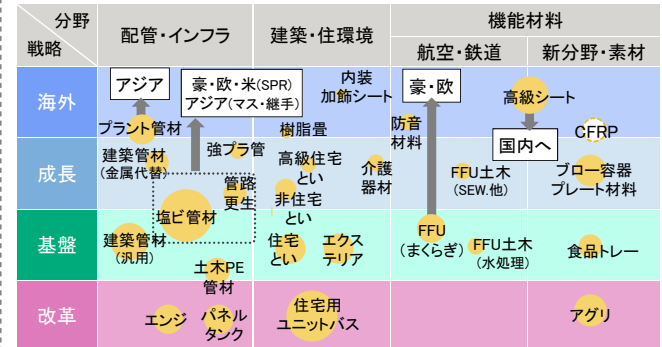 分野
戦略
配管・インフラ
建築・住環境
機能材料
航空・鉄道
新分野・素材
海外
アジア
豪・欧・米(SPR)
アジア(マス・継手)
内装
加飾シート
豪・欧
高級シート
プラント管材
樹脂畳
防音
材料
国内へ
CFRP
成長
建築管材
(金属代替)
強プラ管
管路
更生
高級住宅
とい
非住宅
とい
介護
器材
FFU土木
(SEW.他)
ブロー容器
プレート材料
塩ビ管材
基盤
建築管材
(汎用)
土木PE
管材
住宅
とい
エクス
テリア
FFU
(まくらぎ)
FFU土木
(水処理)
食品トレー
改革
エンジ
パネル
タンク
住宅用
ユニットバス
アグリ